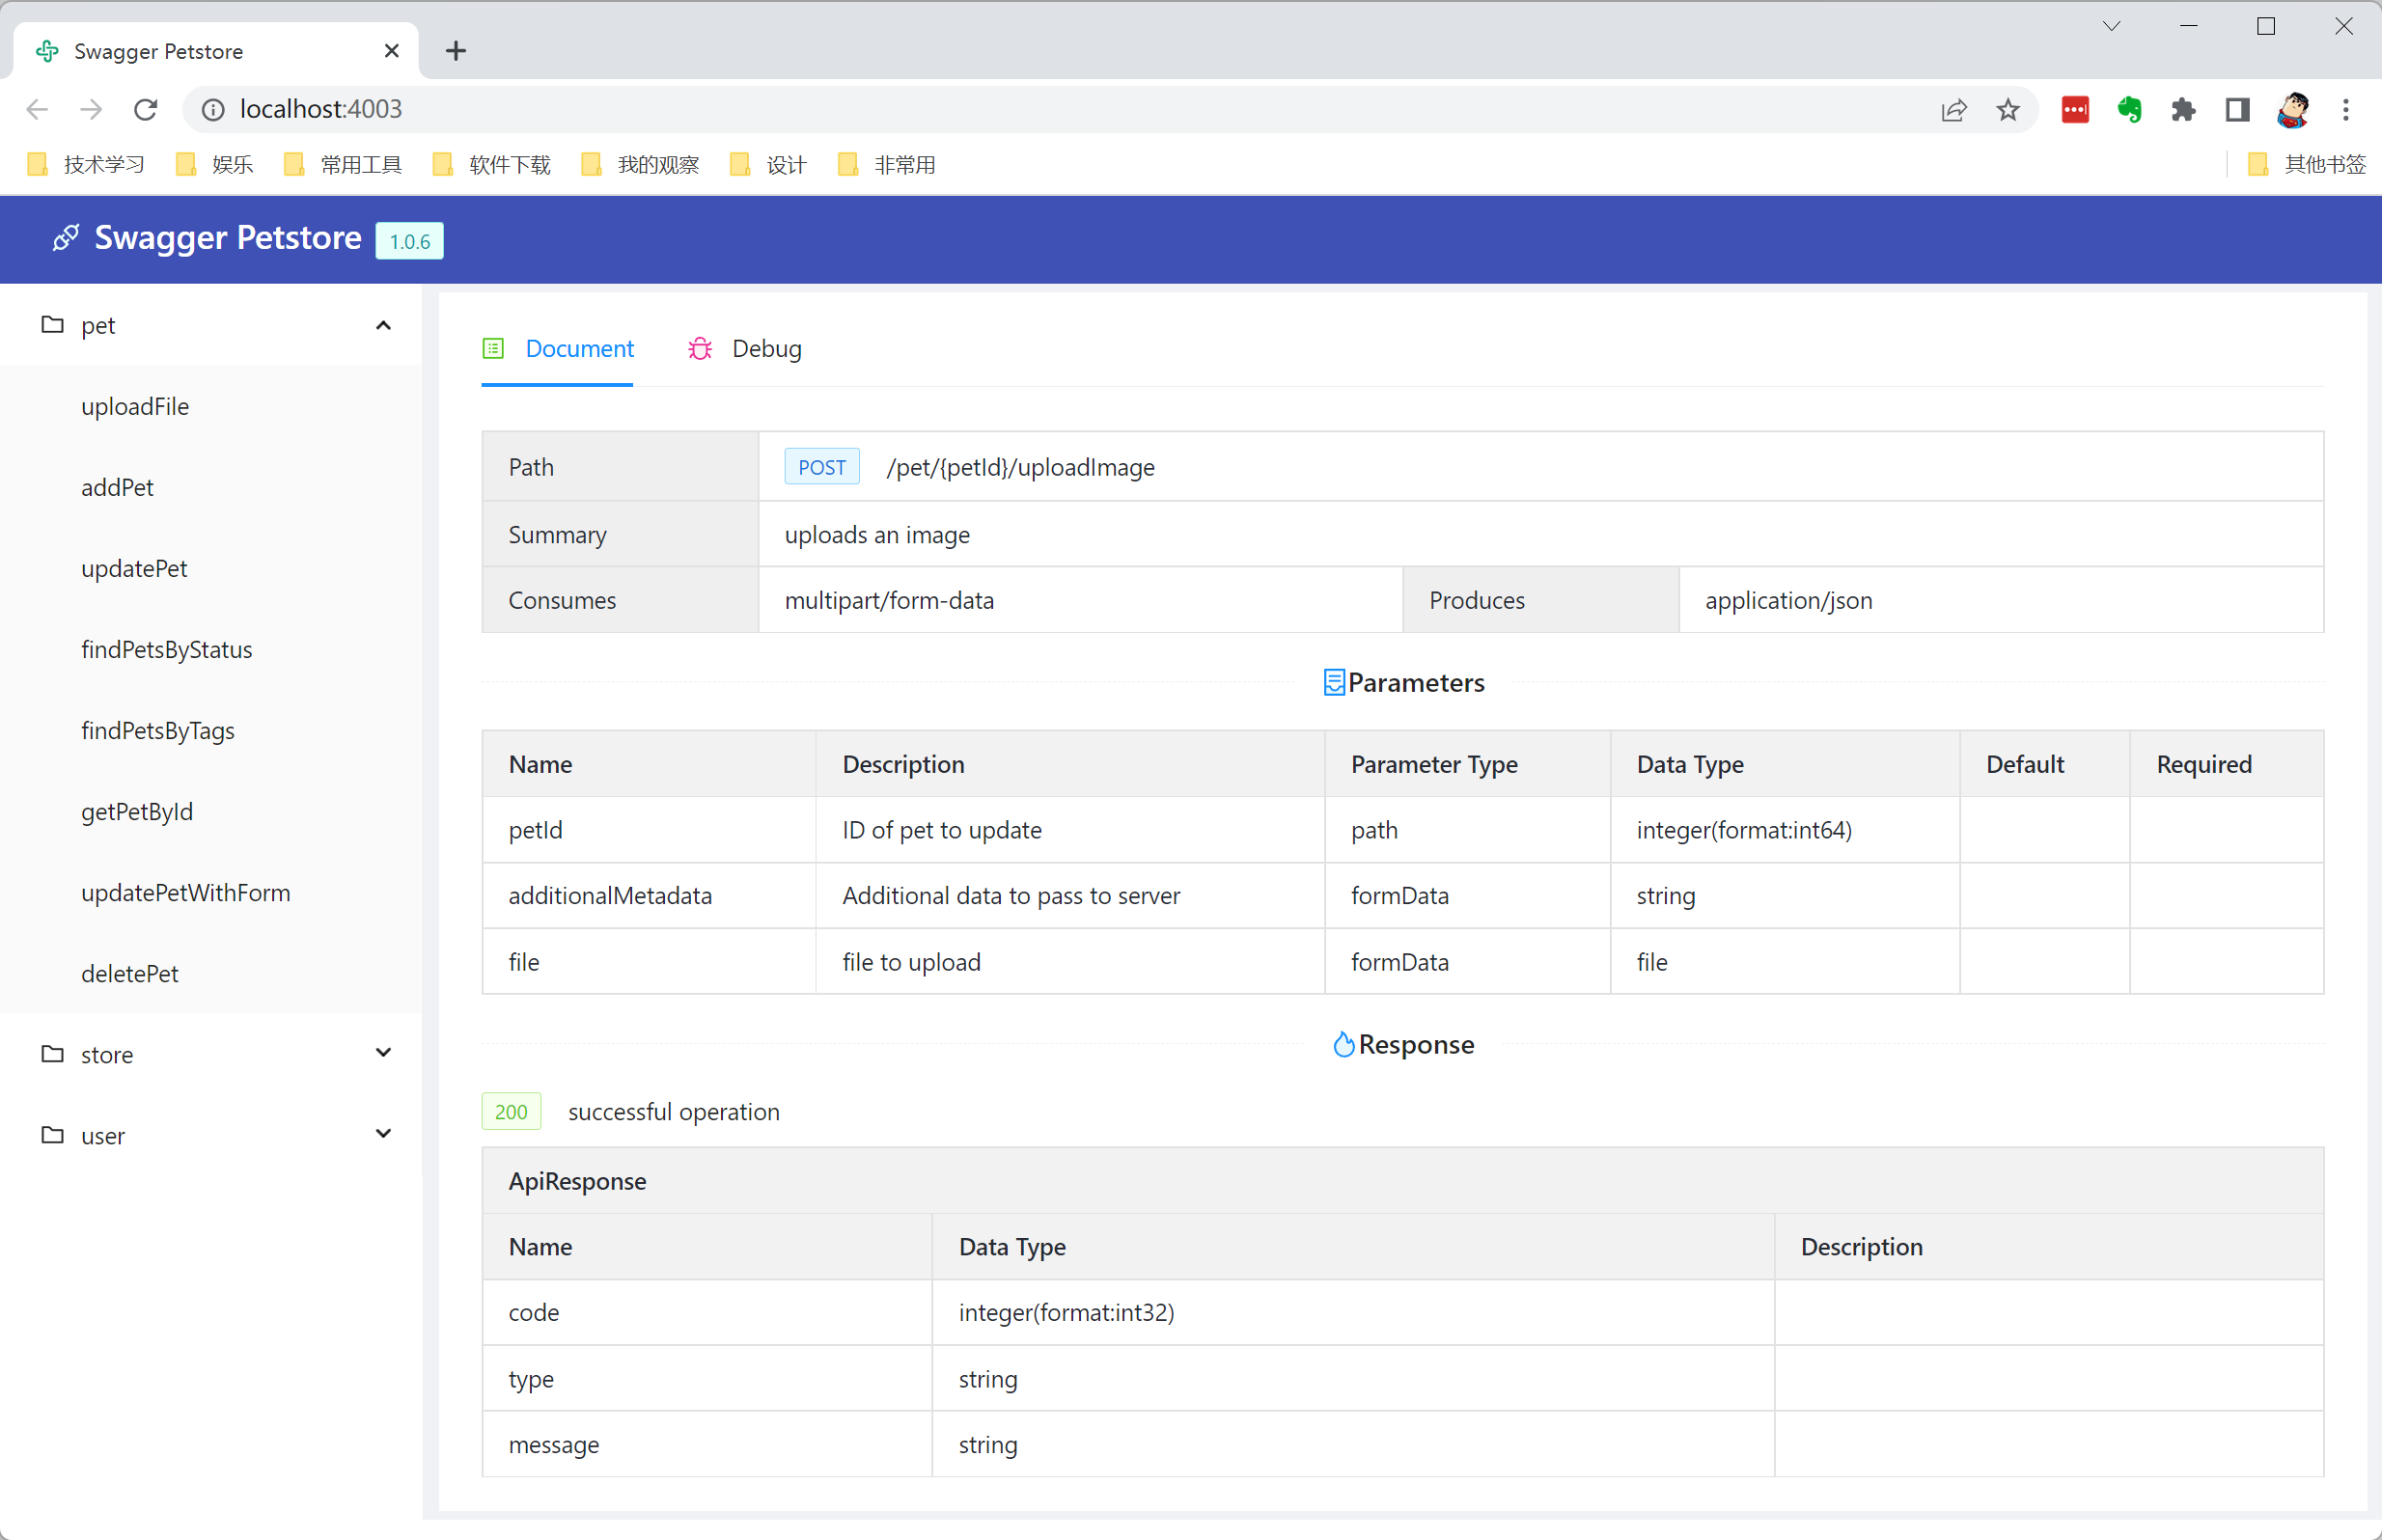 Swagger Petstore
localhost:4003
技术学习 娱乐 常用工具 软件下载 我的观察 设计 非常用 其他书签
Swagger Petstore 1.0.6
pet
uploadFile
addPet
updatePet
findPetsByStatus
findPetsByTags
getPetById
updatePetWithForm
deletePet
store
user
Document Debug
Path POST /pet/{petId}/uploadImage
Summary uploads an image
Consumes multipart/form-data Produces application/json
Parameters
Name Description Parameter Type Data Type Default Required
petId ID of pet to update path integer(format:int64)
additionalMetadata Additional data to pass to server formData string
file file to upload formData file
Response
200 successful operation
ApiResponse
Name Data Type Description
code integer(format:int32)
type string
message string